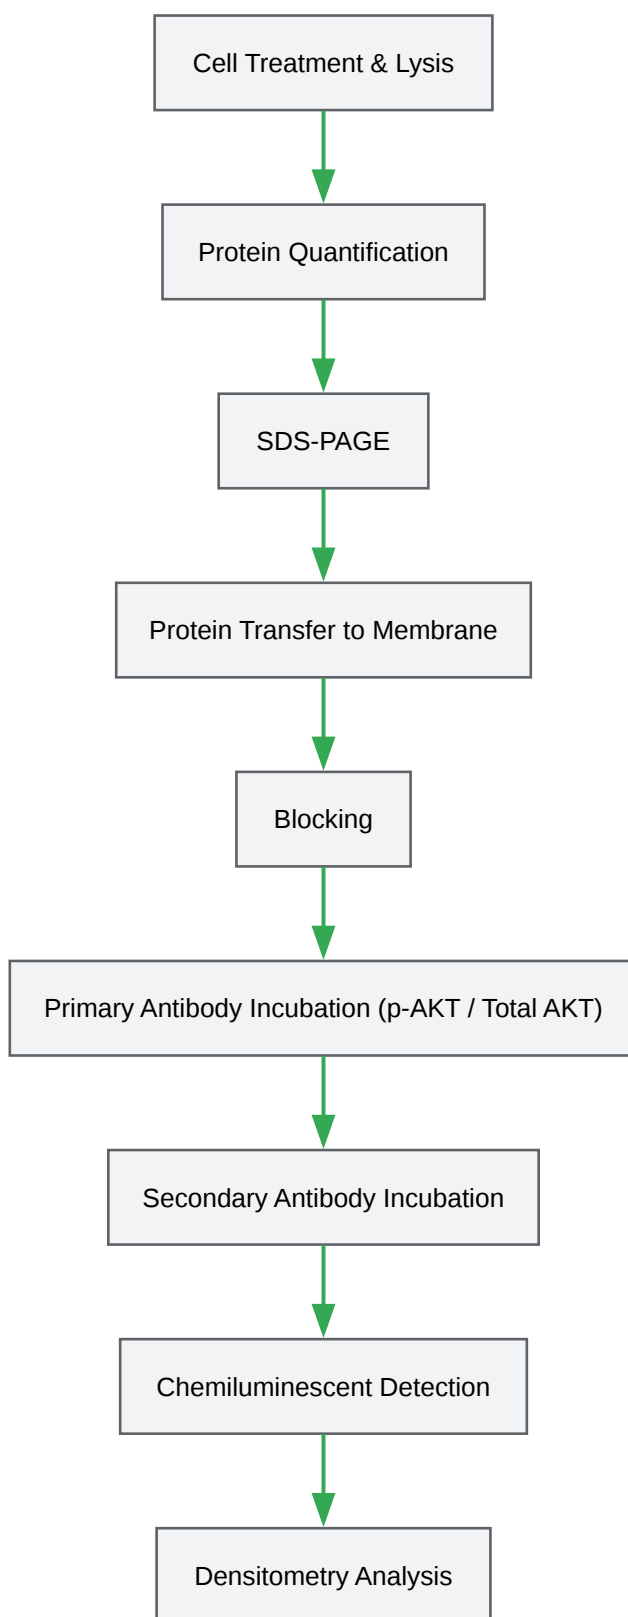 Cell Treatment & Lysis
Protein Quantification
SDS-PAGE
Protein Transfer to Membrane
Blocking
Primary Antibody Incubation (p-AKT / Total AKT)
Secondary Antibody Incubation
Chemiluminescent Detection
Densitometry Analysis